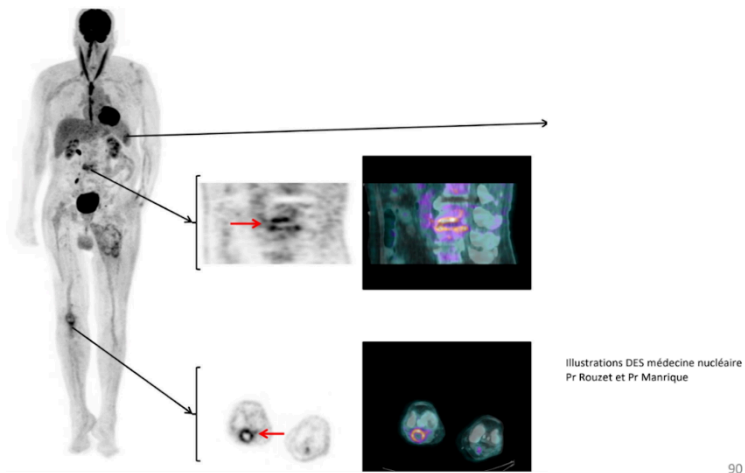 Illustrations DES médecine nucléaire
Pr Rouzet et Pr Manrique
90